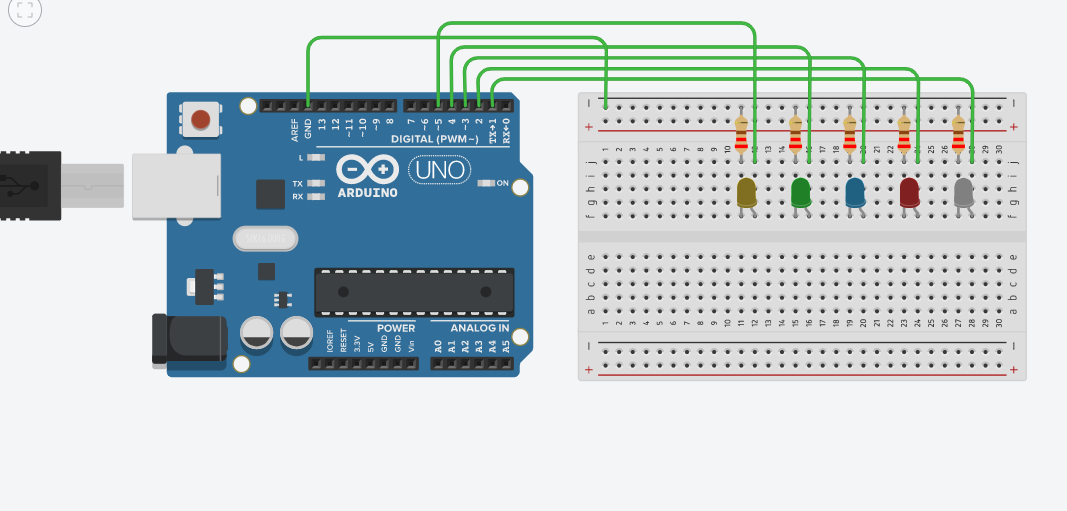 AREF
GND
13
12
~11
~10
~9
8
7
~6
~5
4
~3
2
TX→1
RX←0
DIGITAL (PWM~)
L
TX
RX
ARDUINO
UNO
ON
POWER
ANALOG IN
IOREF
RESET
3.3V
5V
GND
GND
Vin
A0
A1
A2
A3
A4
A5
− −
+ +
1 2 3 4 5 6 7 8 9 10 11 12 13 14 15 16 17 18 19 20 21 22 23 24 25 26 27 28 29 30
j j
i i
h h
g g
f f
e e
d d
c c
b b
a a
1 2 3 4 5 6 7 8 9 10 11 12 13 14 15 16 17 18 19 20 21 22 23 24 25 26 27 28 29 30
− −
+ +